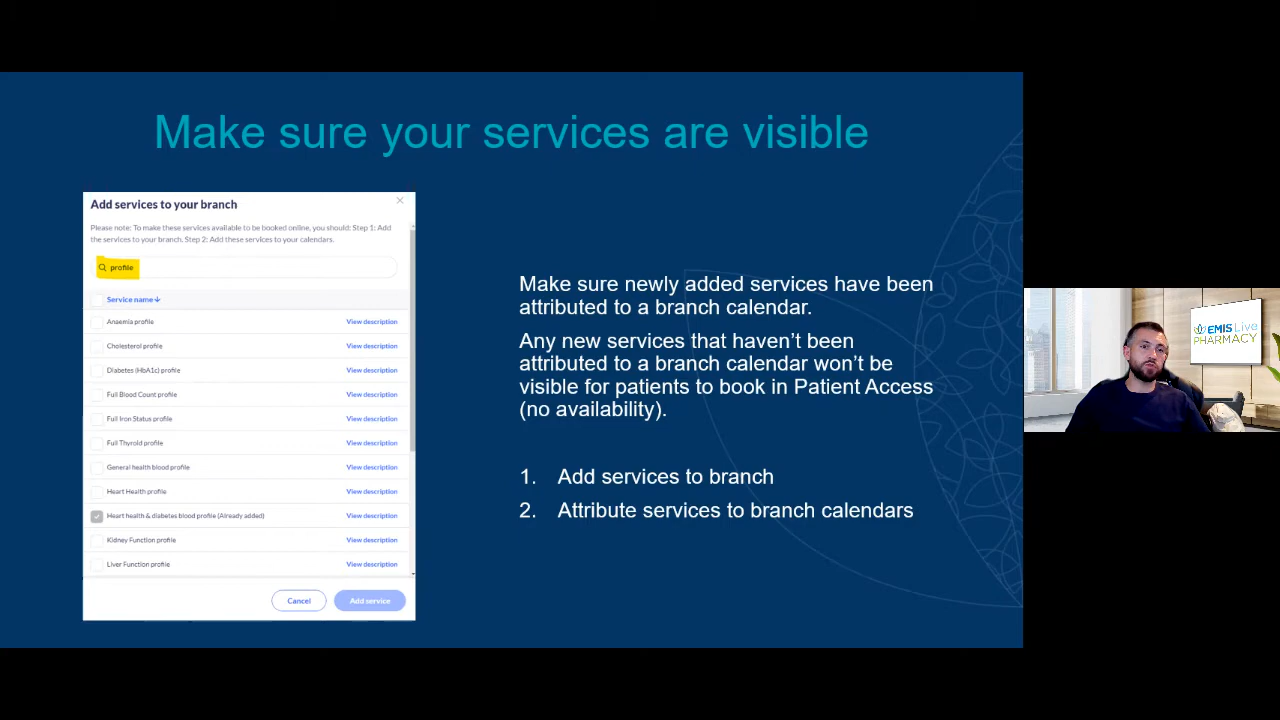 Make sure your services are visible
Add services to your branch
Please note: To make these services available to be booked online, you should: Step 1: Add
the services to your branch. Step 2: Add these services to your calendars.
profile
Service name↓
Anaemia profile View description
Cholesterol profile View description
Diabetes (HbA1c) profile View description
Full Blood Count profile View description
Full Iron Status profile View description
Full Thyroid profile View description
General health blood profile View description
Heart Health profile View description
Heart health & diabetes blood profile (Already added) View description
Kidney Function profile View description
Liver Function profile View description
Cancel Add service
Make sure newly added services have been
attributed to a branch calendar.
Any new services that haven’t been
attributed to a branch calendar won’t be
visible for patients to book in Patient Access
(no availability).
1. Add services to branch
2. Attribute services to branch calendars
EMIS Live
PHARMACY